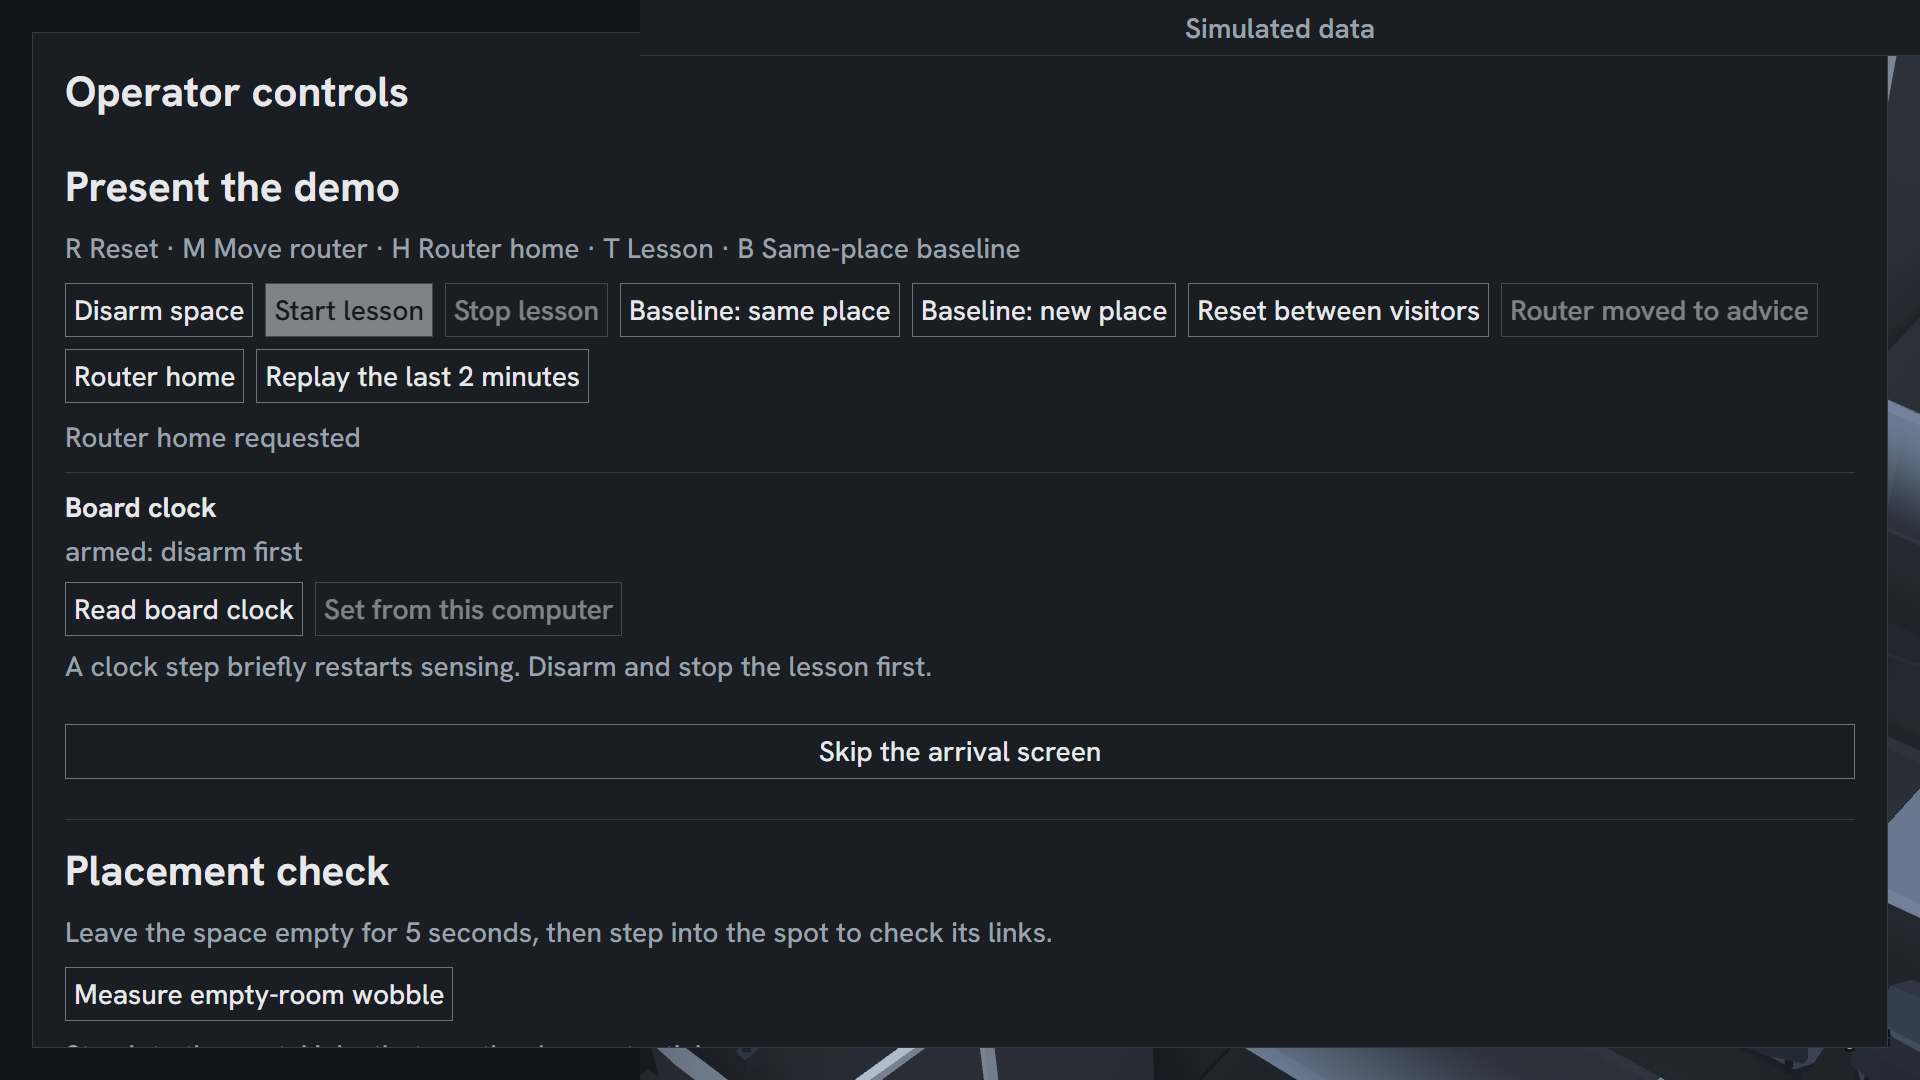 Simulated data
Operator controls
Present the demo
R Reset · M Move router · H Router home · T Lesson · B Same-place baseline
Disarm space Start lesson Stop lesson Baseline: same place Baseline: new place Reset between visitors Router moved to advice
Router home Replay the last 2 minutes
Router home requested
Board clock
armed: disarm first
Read board clock Set from this computer
A clock step briefly restarts sensing. Disarm and stop the lesson first.
Skip the arrival screen
Placement check
Leave the space empty for 5 seconds, then step into the spot to check its links.
Measure empty-room wobble